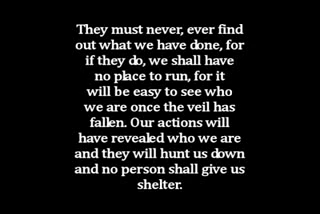 They must never, ever find
out what we have done, for
if they do, we shall have
no place to run, for it
will be easy to see who
we are once the veil has
fallen. Our actions will
have revealed who we are
and they will hunt us down
and no person shall give us
shelter.